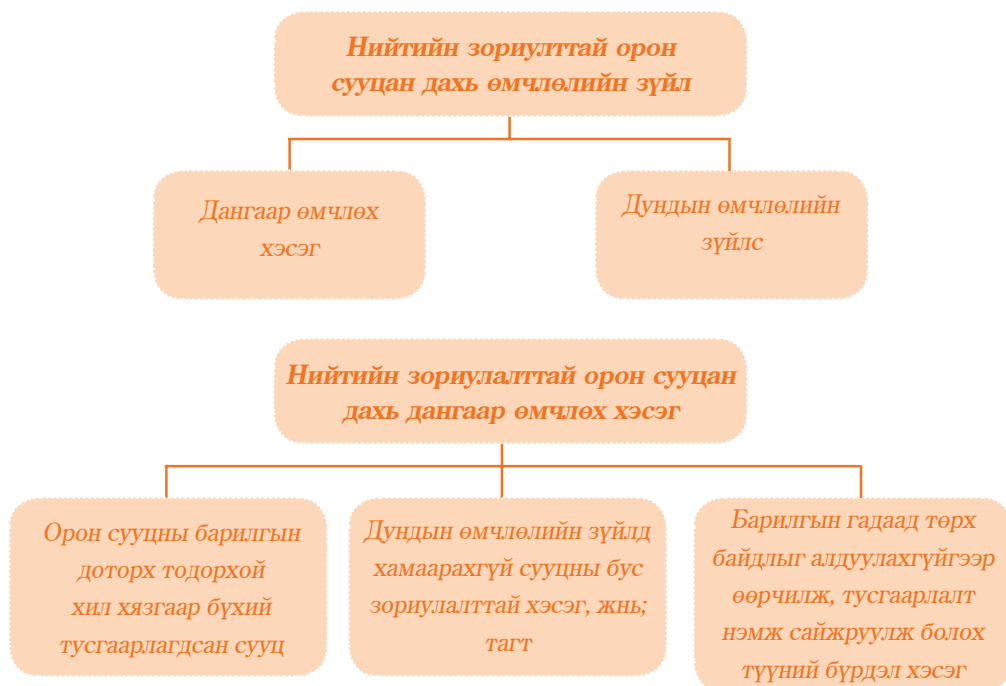 Нийтийн зориулттай орон
сууцан дахь өмчлөлийн зүйл
Дангаар өмчлөх
хэсэг
Дундын өмчлөлийн
зүйлс
Нийтийн зориулалттай орон сууцан
дахь дангаар өмчлөх хэсэг
Орон сууцны барилгын
доторх тодорхой
хил хязгаар бүхий
тусгаарлагдсан сууц
Дундын өмчлөлийн зүйлд
хамаарахгүй сууцны бус
зориулалттай хэсэг, жнь;
тагт
Барилгын гадаад төрх
байдлыг алдуулахгүйгээр
өөрчилж, тусгаарлалт
нэмж сайжруулж болох
түүний бүрдэл хэсэг